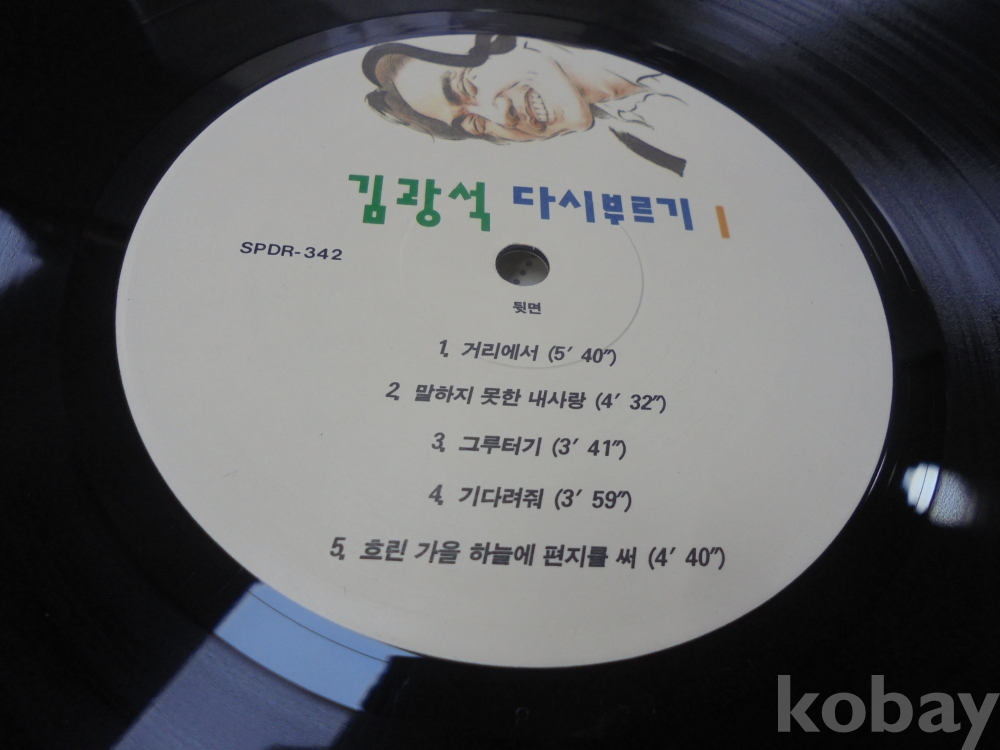 김광석 다시부르기 I
SPDR-342
뒷면
1. 거리에서 (5′ 40″)
2. 말하지 못한 내사랑 (4′ 32″)
3. 그루터기 (3′ 41″)
4. 기다려줘 (3′ 59″)
5. 흐린 가을 하늘에 편지를 써 (4′ 40″)
kobay